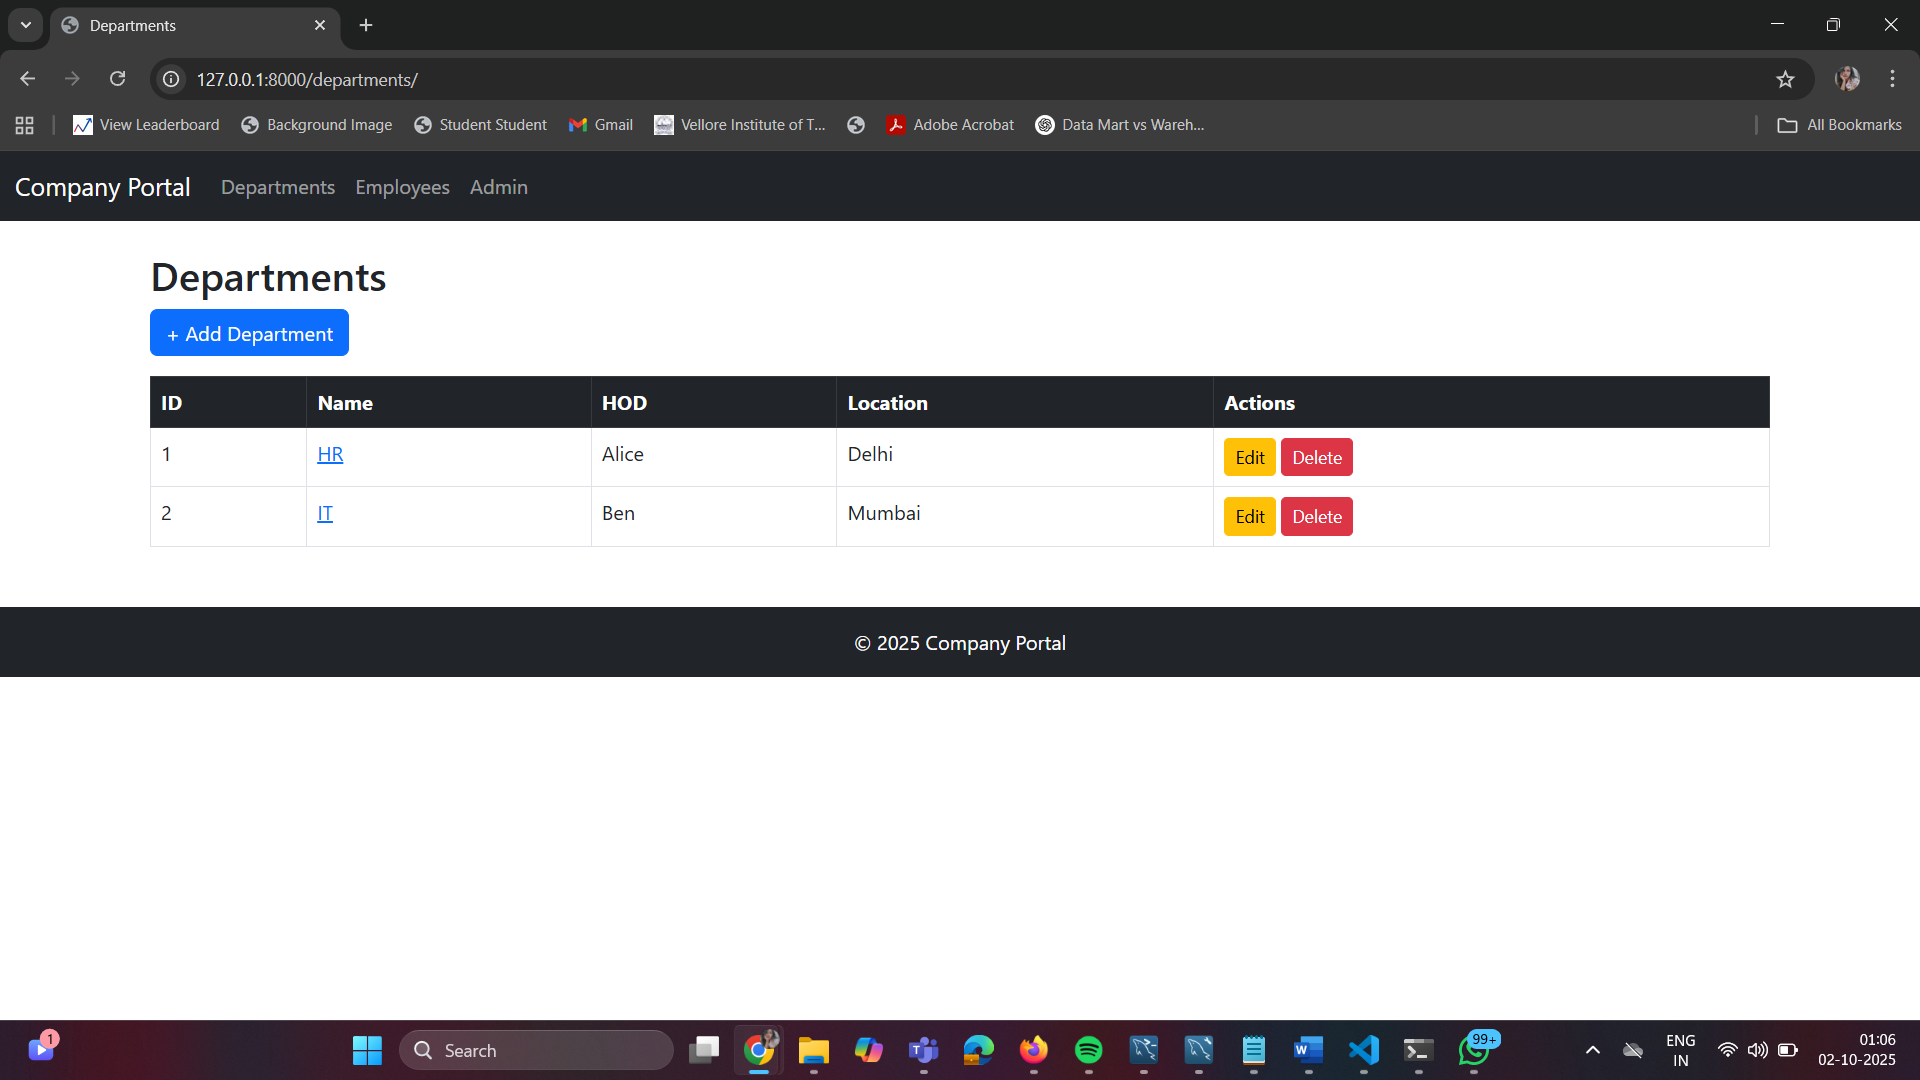 Departments
127.0.0.1:8000/departments/
View Leaderboard Background Image Student Student Gmail Vellore Institute of T... Adobe Acrobat Data Mart vs Wareh... All Bookmarks
Company Portal Departments Employees Admin
Departments
+ Add Department
ID Name HOD Location Actions
1 HR Alice Delhi Edit Delete
2 IT Ben Mumbai Edit Delete
© 2025 Company Portal
1
Search
99+
ENG
IN
01:06
02-10-2025